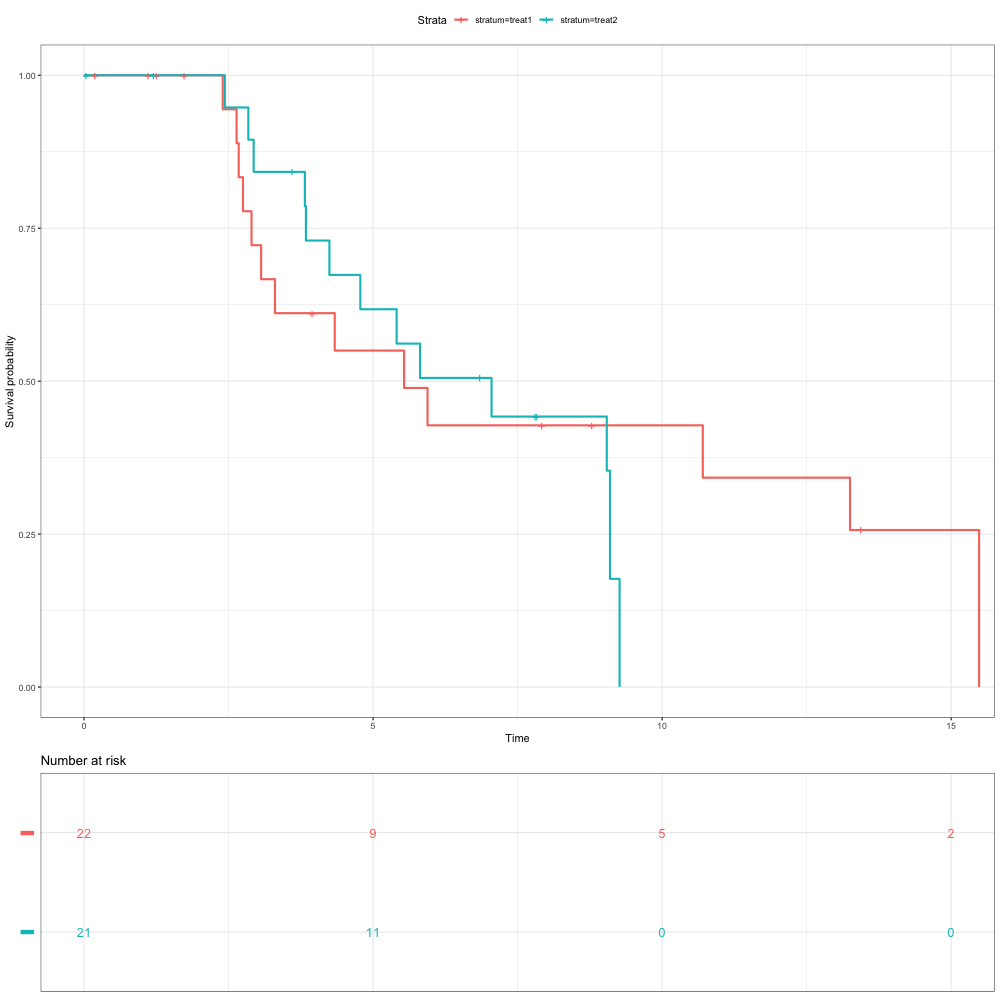 Strata stratum=treat1 stratum=treat2
1.00
0.75
0.50
0.25
0.00
Survival probability
0 5 10 15
Time
Number at risk
22 9 5 2
21 11 0 0